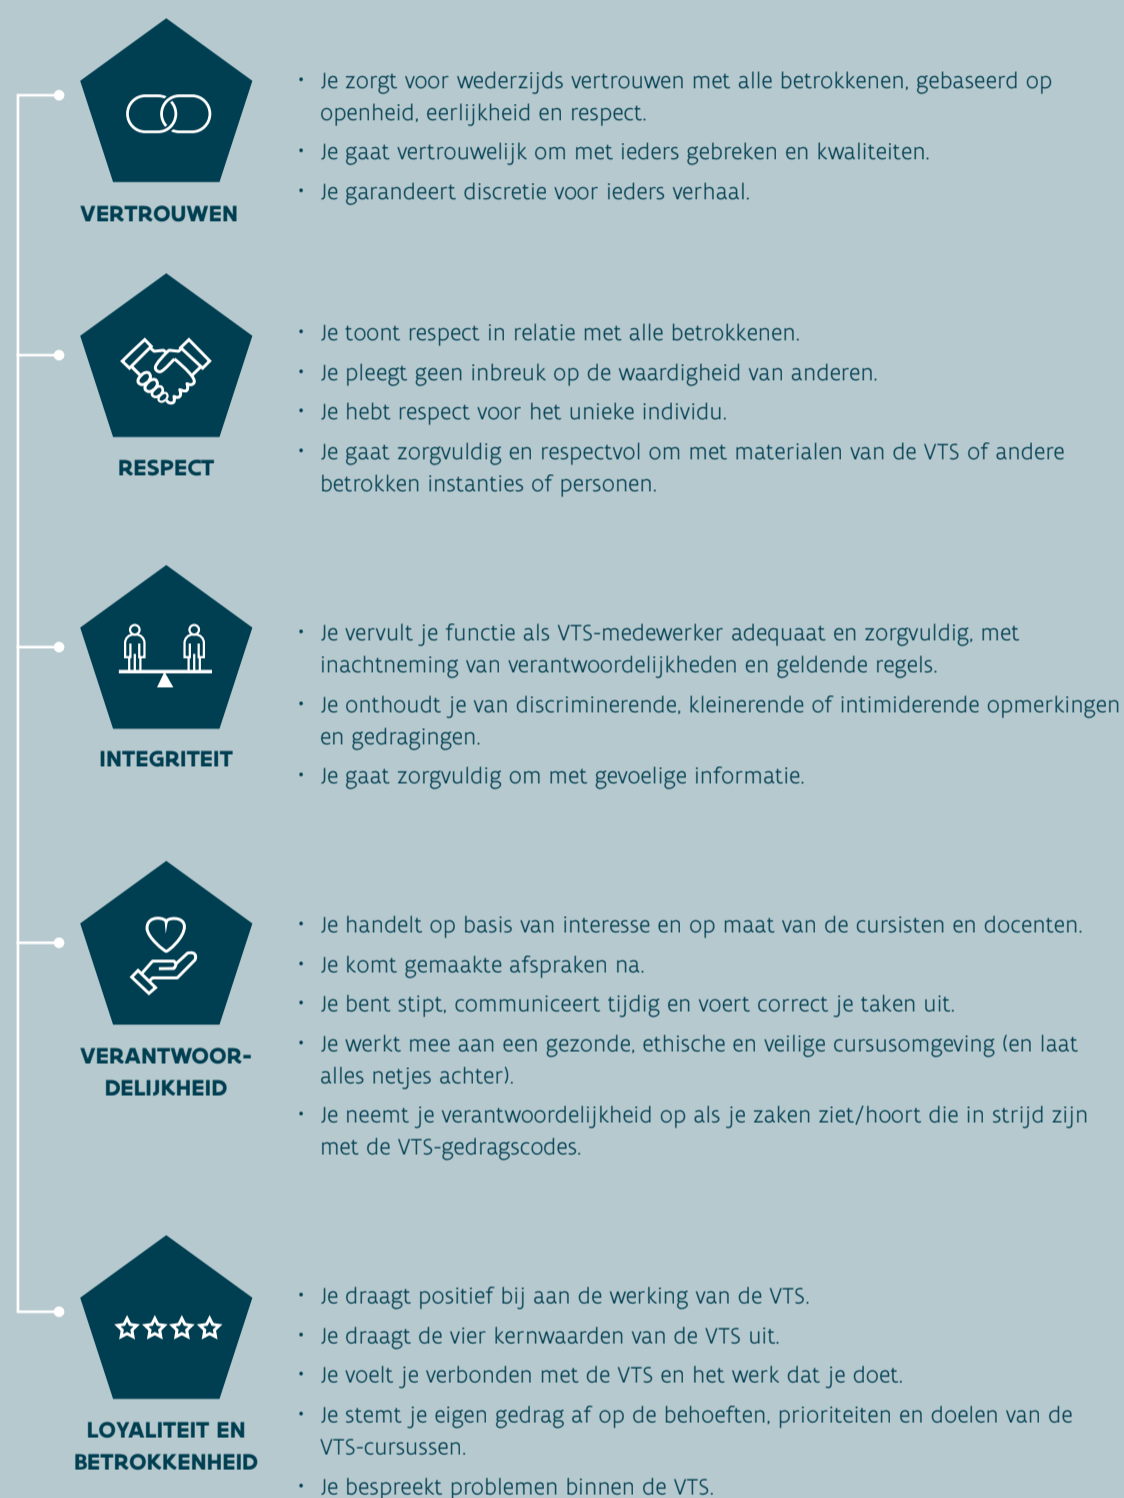 • Je zorgt voor wederzijds vertrouwen met alle betrokkenen, gebaseerd op
openheid, eerlijkheid en respect.
• Je gaat vertrouwelijk om met ieders gebreken en kwaliteiten.
• Je garandeert discretie voor ieders verhaal.
VERTROUWEN
• Je toont respect in relatie met alle betrokkenen.
• Je pleegt geen inbreuk op de waardigheid van anderen.
• Je hebt respect voor het unieke individu.
• Je gaat zorgvuldig en respectvol om met materialen van de VTS of andere
betrokken instanties of personen.
RESPECT
• Je vervult je functie als VTS-medewerker adequaat en zorgvuldig, met
inachtneming van verantwoordelijkheden en geldende regels.
• Je onthoudt je van discriminerende, kleinerende of intimiderende opmerkingen
en gedragingen.
• Je gaat zorgvuldig om met gevoelige informatie.
INTEGRITEIT
• Je handelt op basis van interesse en op maat van de cursisten en docenten.
• Je komt gemaakte afspraken na.
• Je bent stipt, communiceert tijdig en voert correct je taken uit.
• Je werkt mee aan een gezonde, ethische en veilige cursusomgeving (en laat
alles netjes achter).
• Je neemt je verantwoordelijkheid op als je zaken ziet/hoort die in strijd zijn
met de VTS-gedragscodes.
VERANTWOOR-
DELIJKHEID
• Je draagt positief bij aan de werking van de VTS.
• Je draagt de vier kernwaarden van de VTS uit.
• Je voelt je verbonden met de VTS en het werk dat je doet.
• Je stemt je eigen gedrag af op de behoeften, prioriteiten en doelen van de
VTS-cursussen.
• Je bespreekt problemen binnen de VTS.
LOYALITEIT EN
BETROKKENHEID